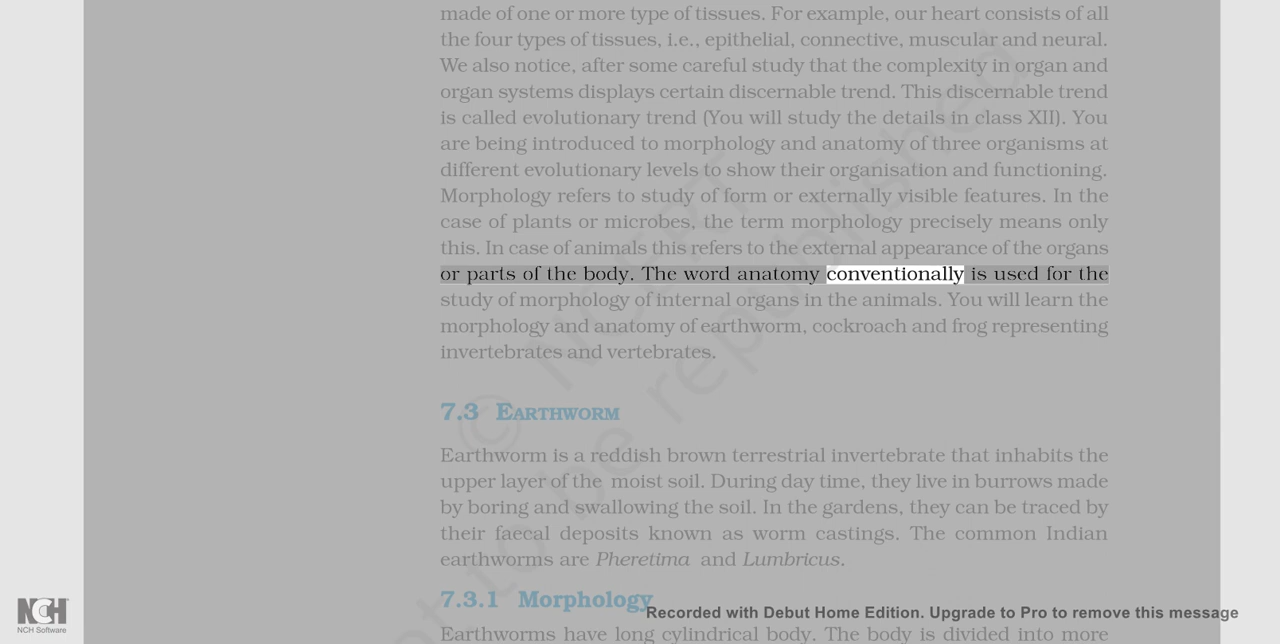 made of one or more type of tissues. For example, our heart consists of all
the four types of tissues, i.e., epithelial, connective, muscular and neural.
We also notice, after some careful study that the complexity in organ and
organ systems displays certain discernable trend. This discernable trend
is called evolutionary trend (You will study the details in class XII). You
are being introduced to morphology and anatomy of three organisms at
different evolutionary levels to show their organisation and functioning.
Morphology refers to study of form or externally visible features. In the
case of plants or microbes, the term morphology precisely means only
this. In case of animals this refers to the external appearance of the organs
or parts of the body. The word anatomy conventionally is used for the
study of morphology of internal organs in the animals. You will learn the
morphology and anatomy of earthworm, cockroach and frog representing
invertebrates and vertebrates.
7.3 EARTHWORM
Earthworm is a reddish brown terrestrial invertebrate that inhabits the
upper layer of the moist soil. During day time, they live in burrows made
by boring and swallowing the soil. In the gardens, they can be traced by
their faecal deposits known as worm castings. The common Indian
earthworms are Pheretima and Lumbricus.
7.3.1 Morphology
Earthworms have long cylindrical body. The body is divided into more
© NCERT
not to be republished
NCH
NCH Software
Recorded with Debut Home Edition. Upgrade to Pro to remove this message